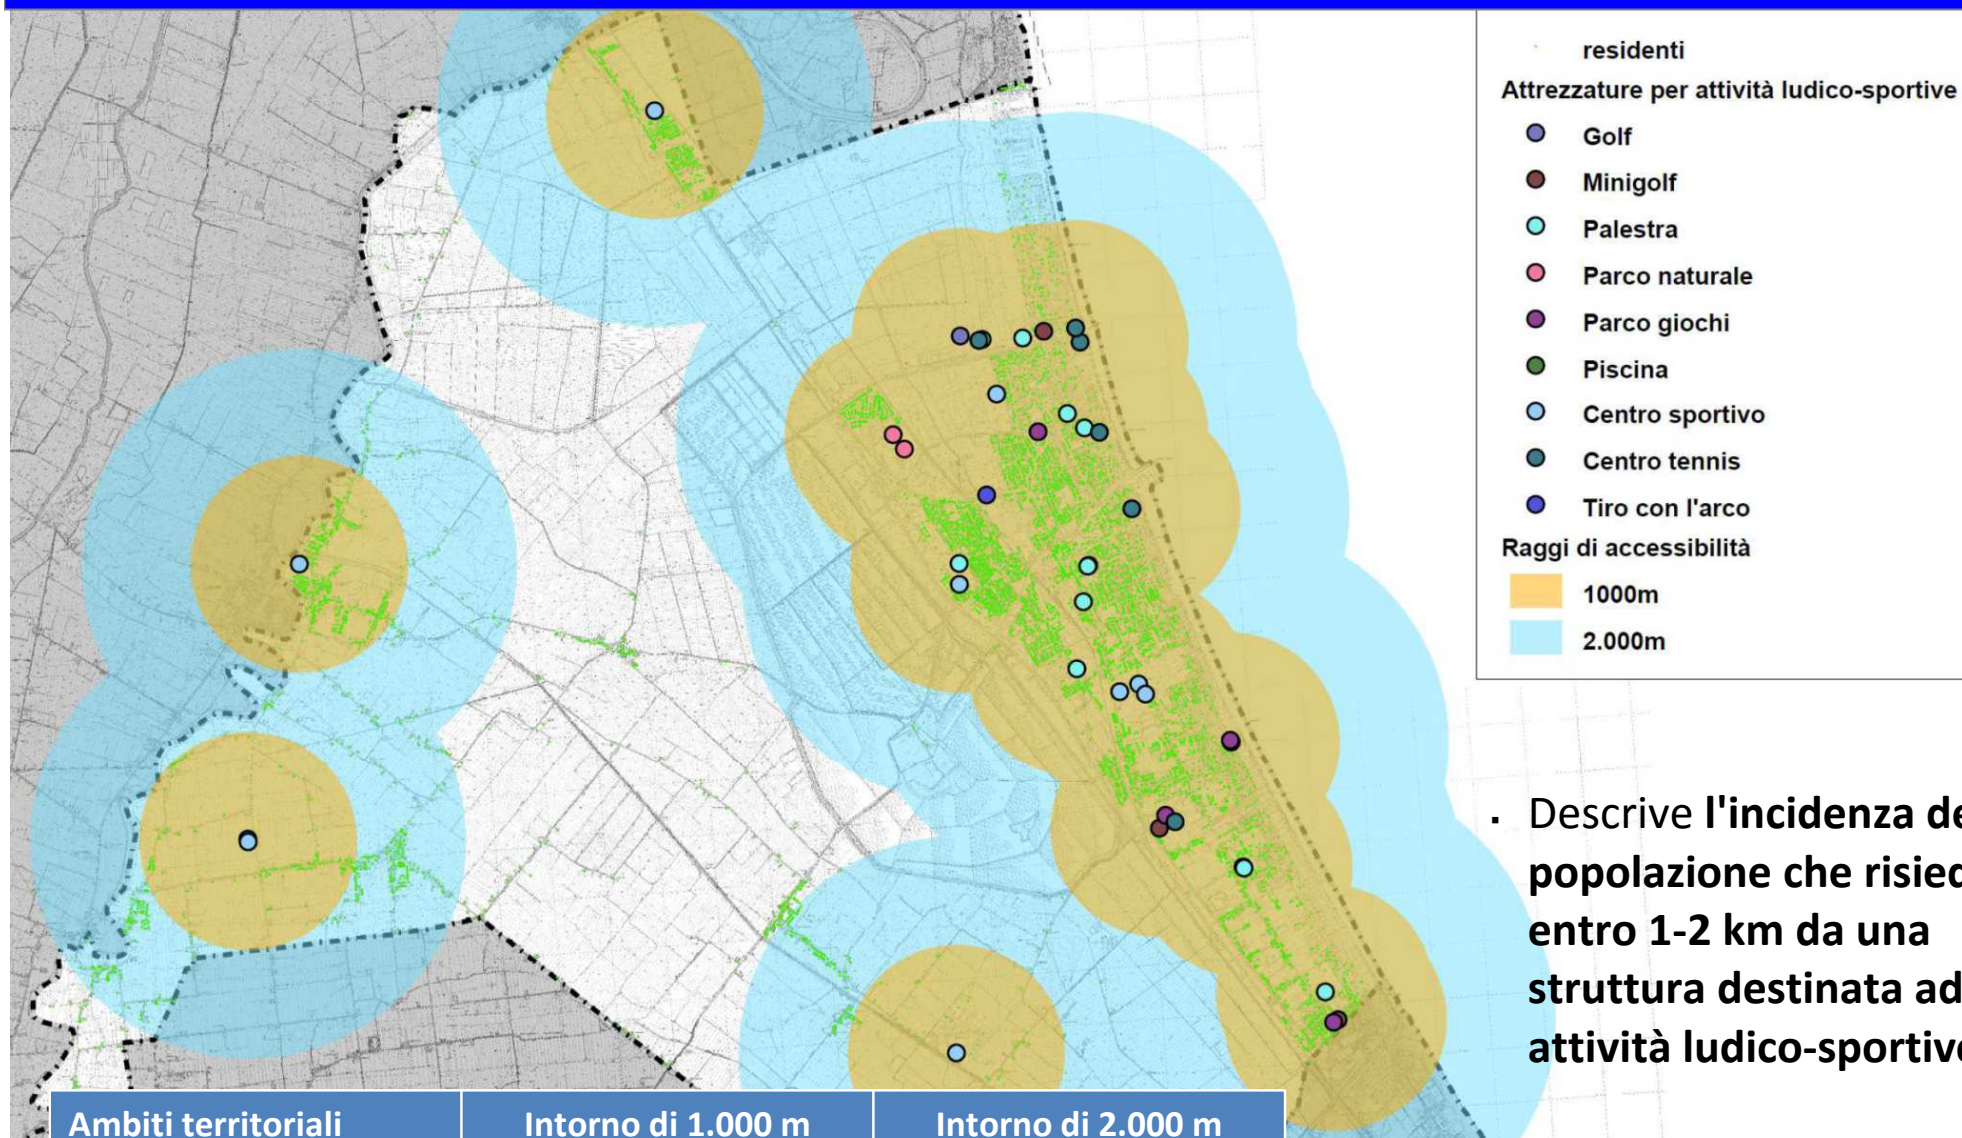 residenti
Attrezzature per attività ludico-sportive
Golf
Minigolf
Palestra
Parco naturale
Parco giochi
Piscina
Centro sportivo
Centro tennis
Tiro con l'arco
Raggi di accessibilità
1000m
2.000m
▪ Descrive l'incidenza de
popolazione che risied
entro 1-2 km da una
struttura destinata ad
attività ludico-sportive
Ambiti territoriali Intorno di 1.000 m Intorno di 2.000 m